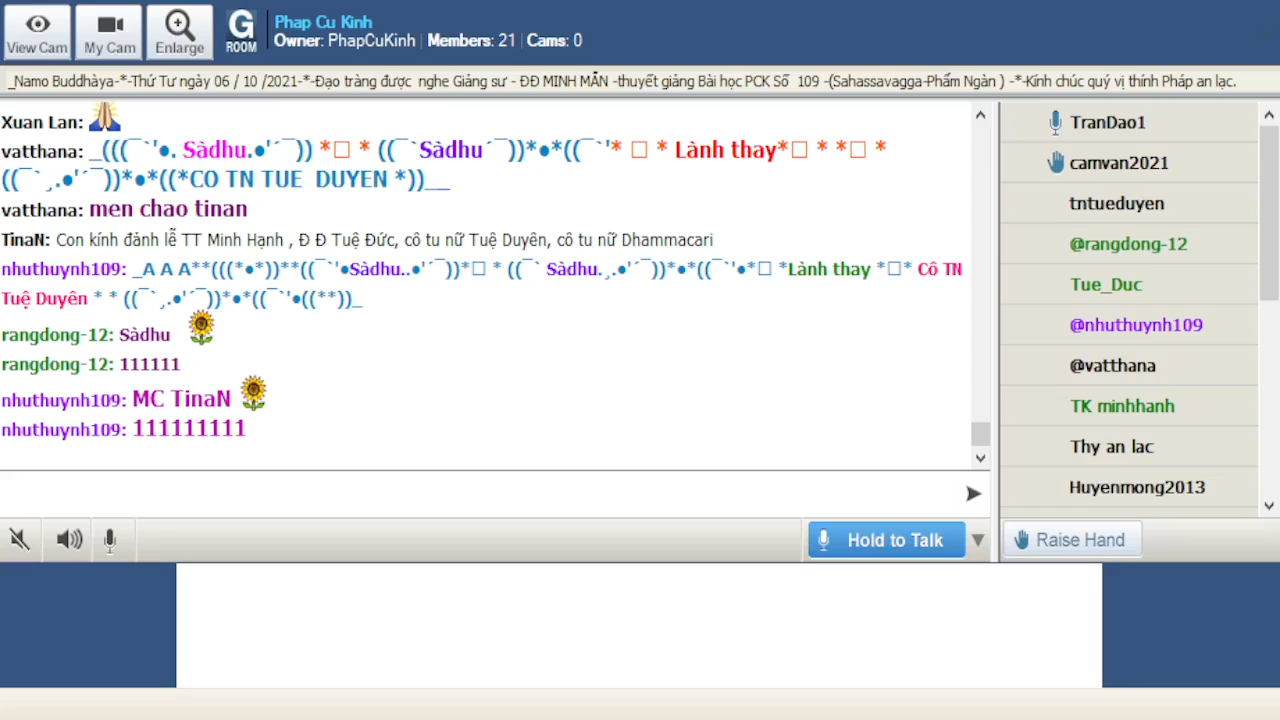 View Cam
My Cam
Enlarge
G
ROOM
Phap Cu Kinh
Owner: PhapCuKinh | Members: 21 | Cams: 0
_Namo Buddhàya-*-Thứ Tư ngày 06 / 10 /2021-*-Đạo tràng được nghe Giảng sư - ĐĐ MINH MẪN -thuyết giảng Bài học PCK Số 109 -(Sahassavagga-Phẩm Ngàn ) -*-Kính chúc quý vị thính Pháp an lạc.
Xuan Lan:
vatthana: _(((¯`'●. Sàdhu.●'´¯)) *□ * ((¯`Sàdhu´¯))*●*((¯`'* □ * Lành thay*□ * *□ *
((¯`¸.●'´¯))*●*((*CO TN TUE DUYEN *))__
vatthana: men chao tinan
TinaN: Con kính đảnh lễ TT Minh Hạnh , Đ Đ Tuệ Đức, cô tu nữ Tuệ Duyên, cô tu nữ Dhammacari
nhuthuynh109: _A A A**(((*●*))**((¯`'●Sàdhu..●'´¯))*□ * ((¯` Sàdhu.¸.●'´¯))*●*((¯`'●*□ *Lành thay *□* Cô TN
Tuệ Duyên * * ((¯`¸.●'´¯))*●*((¯`'●((**))_
rangdong-12: Sàdhu
rangdong-12: 111111
nhuthuynh109: MC TinaN
nhuthuynh109: 111111111
Hold to Talk
TranDao1
camvan2021
tntueduyen
@rangdong-12
Tue_Duc
@nhuthuynh109
@vatthana
TK minhhanh
Thy an lac
Huyenmong2013
Raise Hand